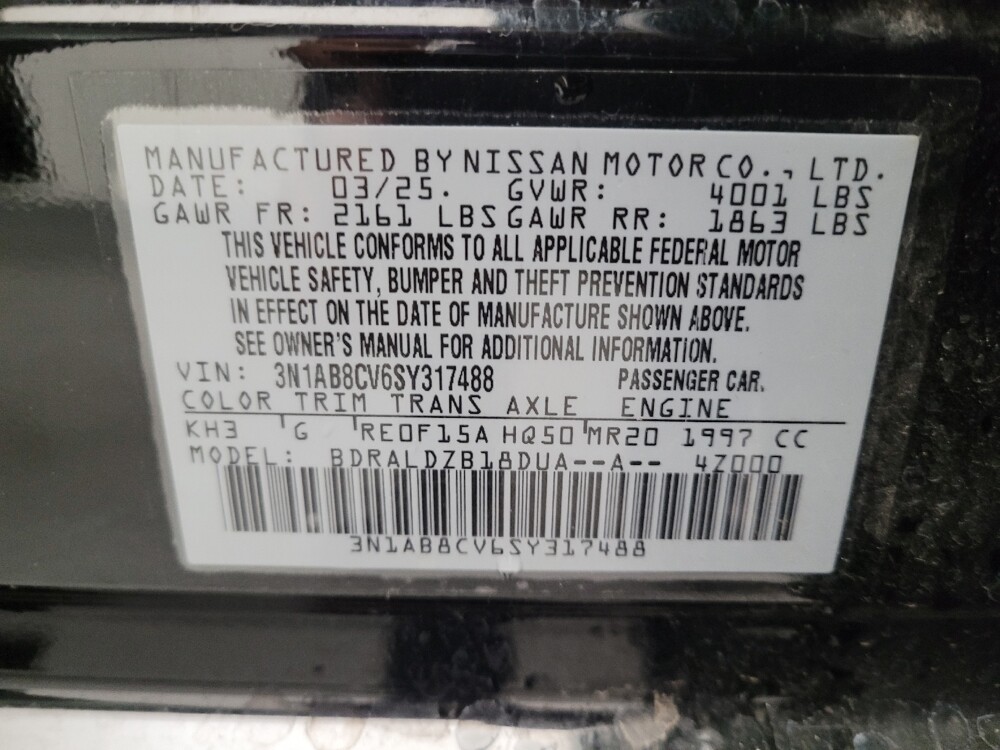 MANUFACTURED BY NISSAN MOTOR CO., LTD.
DATE: 03/25. GVWR: 4001 LBS
GAWR FR: 2161 LBS GAWR RR: 1863 LBS
THIS VEHICLE CONFORMS TO ALL APPLICABLE FEDERAL MOTOR
VEHICLE SAFETY, BUMPER AND THEFT PREVENTION STANDARDS
IN EFFECT ON THE DATE OF MANUFACTURE SHOWN ABOVE.
SEE OWNER'S MANUAL FOR ADDITIONAL INFORMATION.
VIN: 3N1AB8CV6SY317488 PASSENGER CAR.
COLOR TRIM TRANS AXLE ENGINE
KH3 G RE0F15A HQ50 MR20 1997 CC
MODEL: BDRALDZB18DUA--A-- 4Z000
3N1AB8CV6SY317488